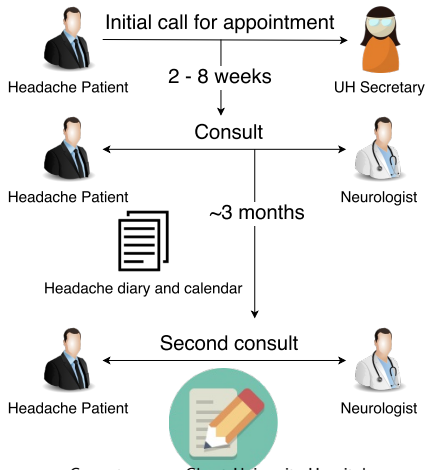 Initial call for appointment
Headache Patient
UH Secretary
2 - 8 weeks
Consult
Headache Patient
Neurologist
~3 months
Headache diary and calendar
Second consult
Headache Patient
Neurologist